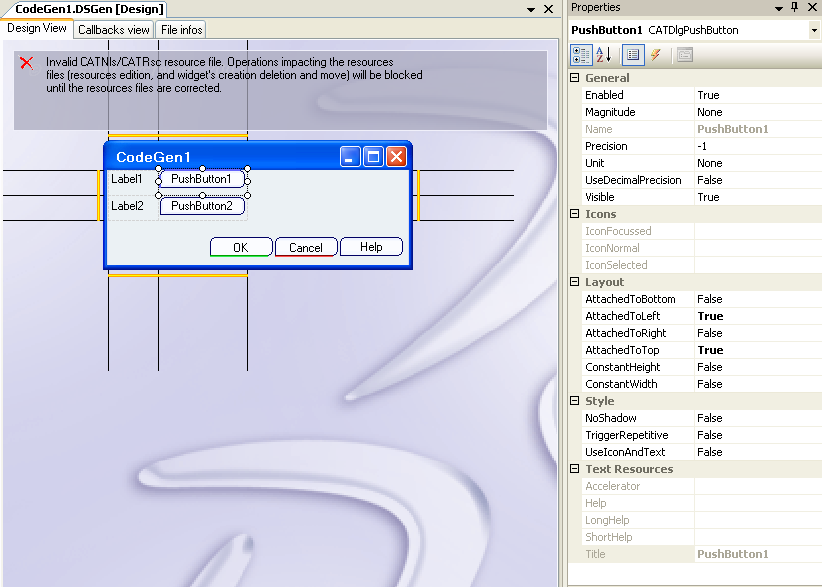 CodeGen1.DSGen [Design]
Design View
Callbacks view
File infos
Invalid CATNls/CATRsc resource file. Operations impacting the resources
files (resources edition, and widget's creation deletion and move) will be blocked
until the resources files are corrected.
CodeGen1
Label1 PushButton1
Label2 PushButton2
OK Cancel Help
Properties
PushButton1 CATDlgPushButton
General
Enabled True
Magnitude None
Name PushButton1
Precision -1
Unit None
UseDecimalPrecision False
Visible True
Icons
IconFocussed
IconNormal
IconSelected
Layout
AttachedToBottom False
AttachedToLeft True
AttachedToRight False
AttachedToTop True
ConstantHeight False
ConstantWidth False
Style
NoShadow False
TriggerRepetitive False
UseIconAndText False
Text Resources
Accelerator
Help
LongHelp
ShortHelp
Title PushButton1